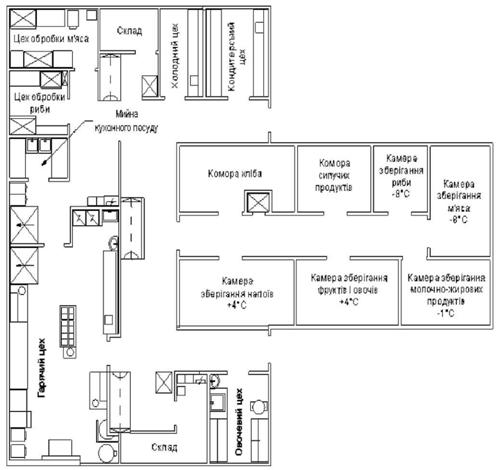 Цех обробки м'яса
Склад
Холодний цех
Кондитерський
цех
Цех обробки
риби
Мийна
кухонного посуду
Комора хліба
Комора
сипучих
продуктів
Камера
зберігання
риби
-8°C
Камера
зберігання
м'яса
-8°C
Камера
зберігання напоїв
+4°C
Камера зберігання
фруктів і овочів
+4°C
Камера зберігання
молочно-жирових
продуктів
-1°C
Гарячий цех
Склад
Овочевий цех